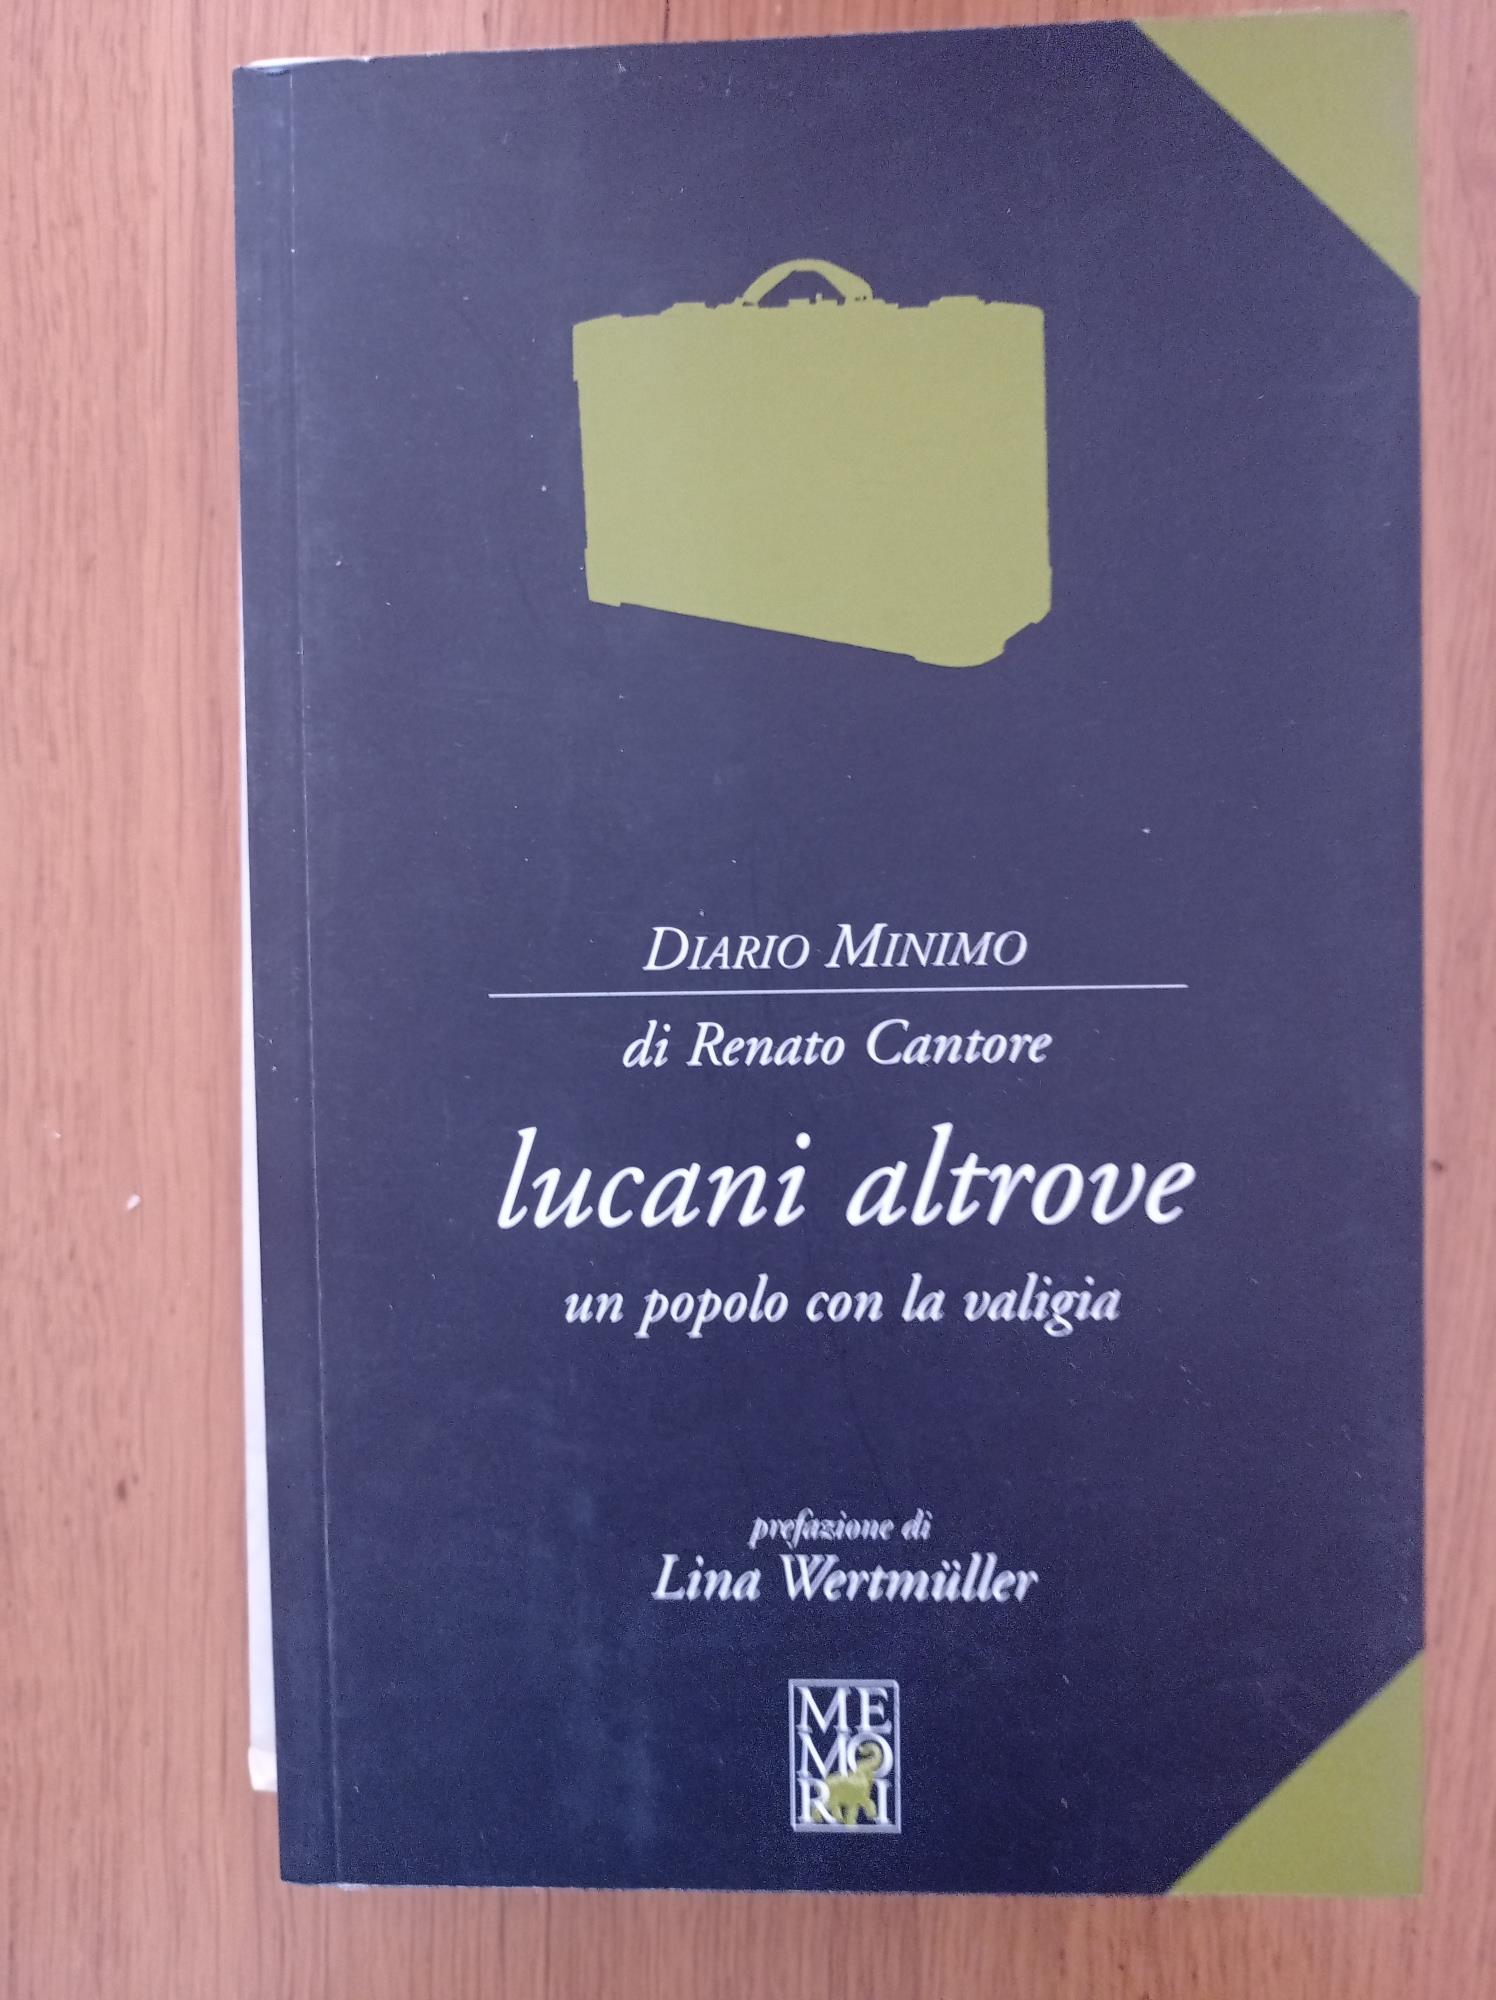 DIARIO MINIMO
di Renato Cantore
lucani altrove
un popolo con la valigia
prefazione di
Lina Wertmüller
ME
MO
RI